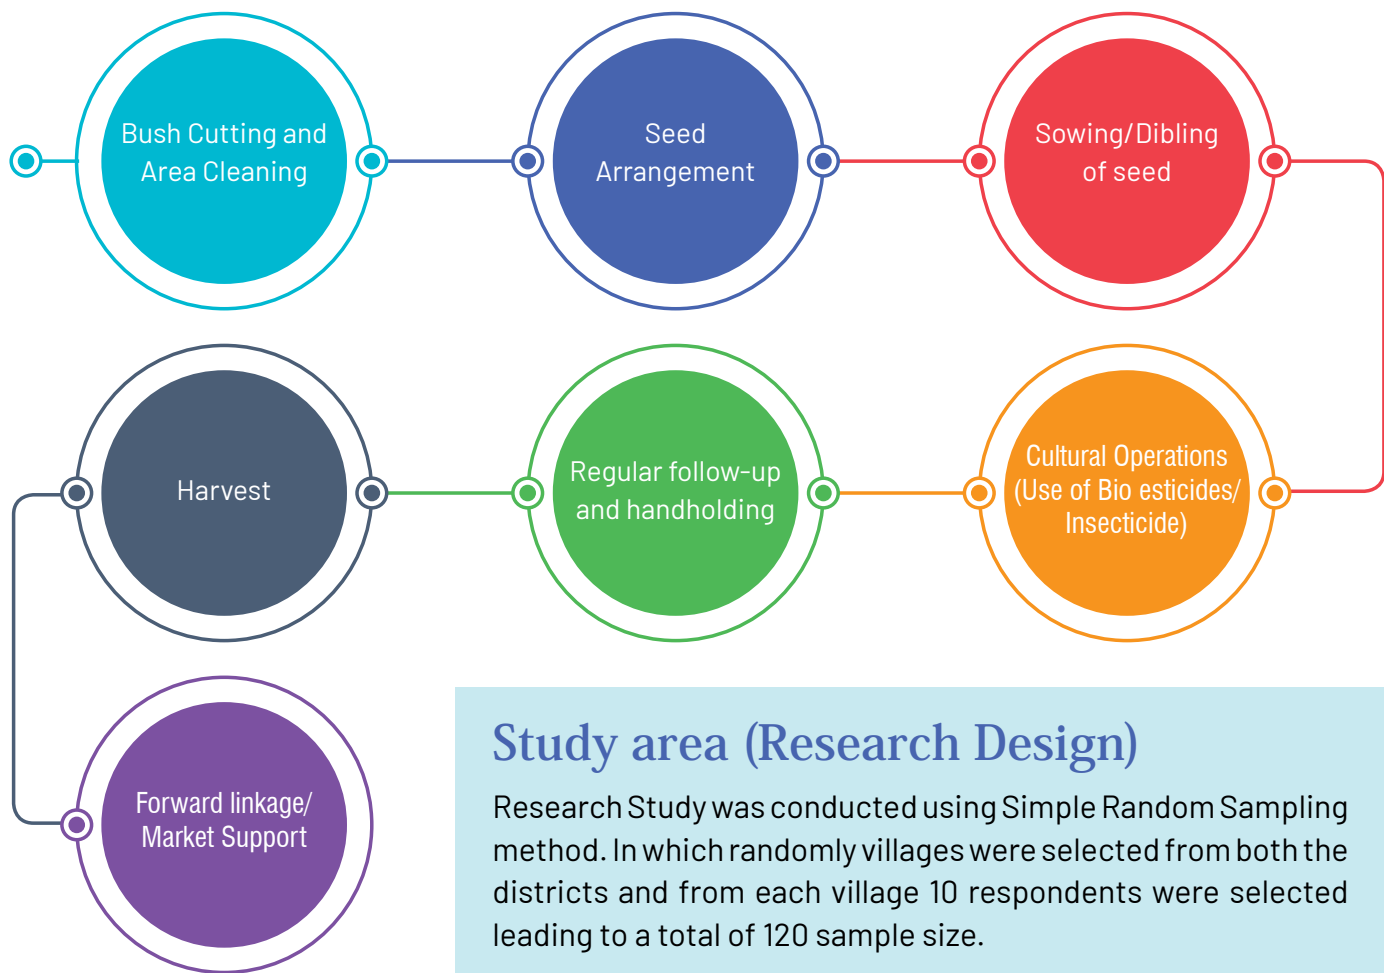 Bush Cutting and
Area Cleaning
Seed
Arrangement
Sowing/Dibling
of seed
Cultural Operations
(Use of Bio esticides/
Insecticide)
Regular follow-up
and handholding
Harvest
Forward linkage/
Market Support
Study area (Research Design)
Research Study was conducted using Simple Random Sampling
method. In which randomly villages were selected from both the
districts and from each village 10 respondents were selected
leading to a total of 120 sample size.